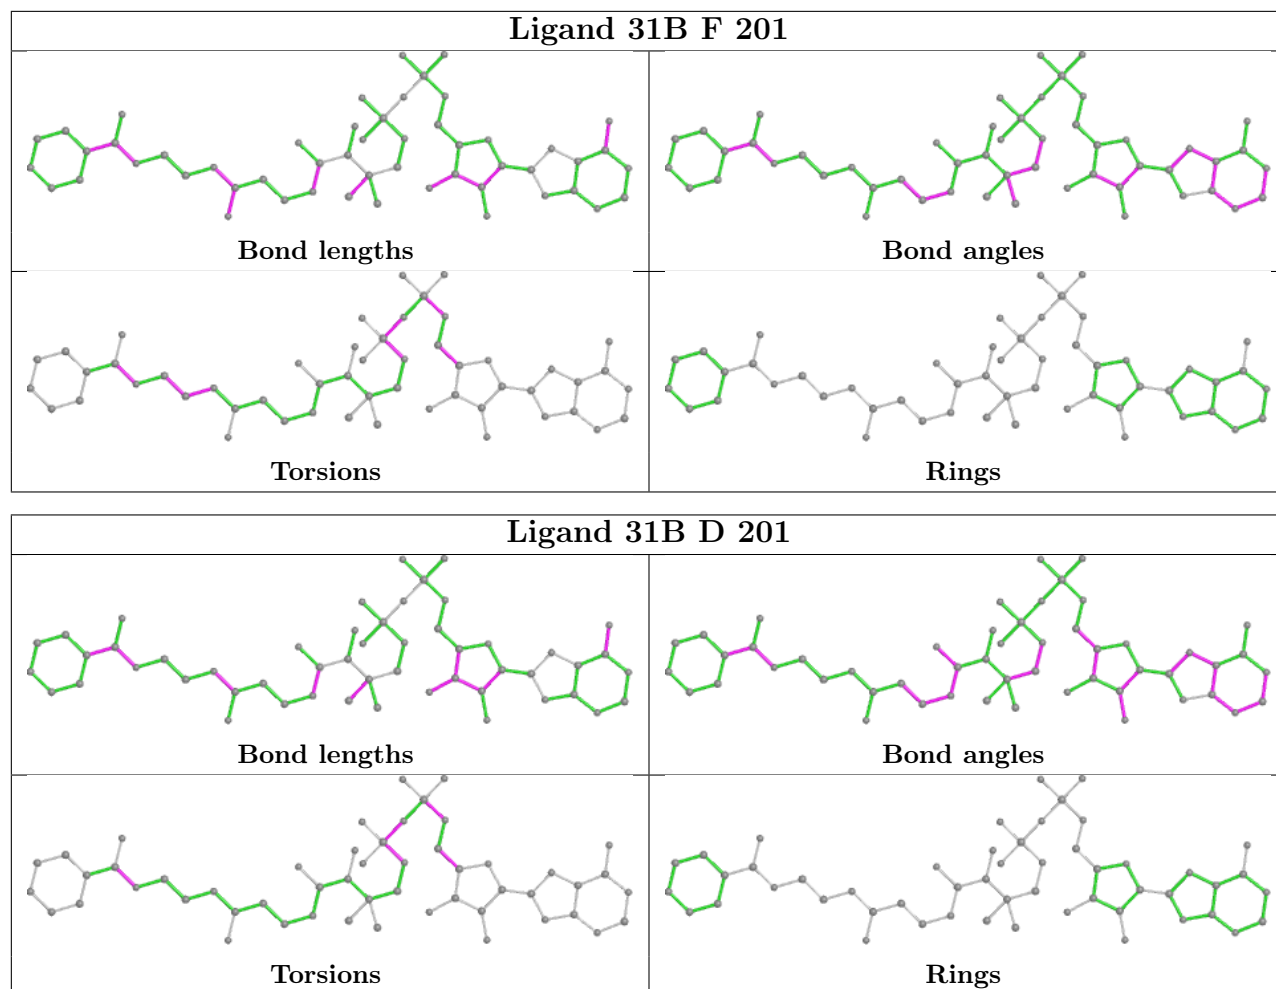 Ligand 31B F 201
Bond lengths
Bond angles
Torsions
Rings
Ligand 31B D 201
Bond lengths
Bond angles
Torsions
Rings